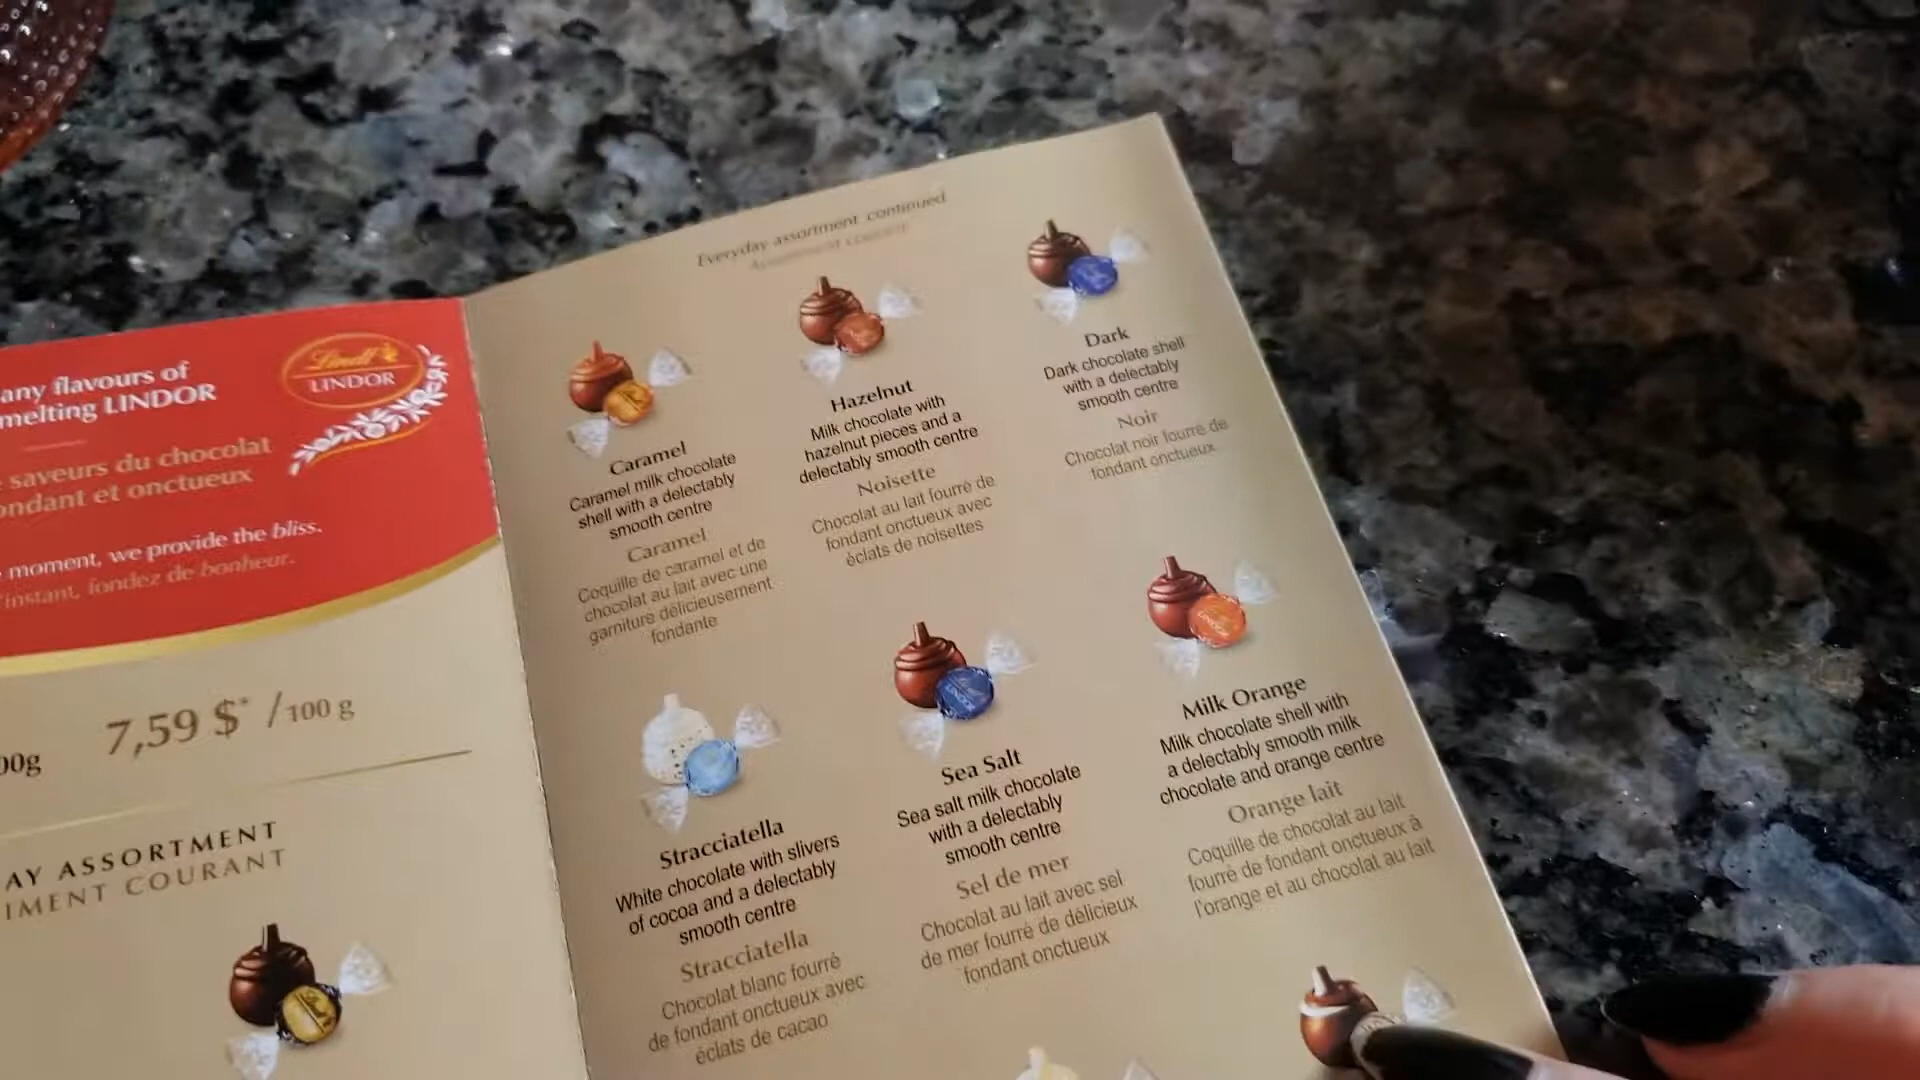 any flavours of
melting LINDOR
saveurs du chocolat
ondant et onctueux
moment, we provide the bliss.
instant, fondez de bonheur.
Lindt
LINDOR
00g 7,59 $* /100 g
AY ASSORTMENT
IMENT COURANT
Everyday assortment continued
Caramel
Caramel milk chocolate
shell with a delectably
smooth centre
Caramel
Coquille de caramel et de
chocolat au lait avec une
garniture délicieusement
fondante
Hazelnut
Milk chocolate with
hazelnut pieces and a
delectably smooth centre
Noisette
Chocolat au lait fourré de
fondant onctueux avec
éclats de noisettes
Dark
Dark chocolate shell
with a delectably
smooth centre
Noir
Chocolat noir fourré de
fondant onctueux
Stracciatella
White chocolate with slivers
of cocoa and a delectably
smooth centre
Stracciatella
Chocolat blanc fourré
de fondant onctueux avec
éclats de cacao
Lindt
LINDOR
Sea Salt
Sea salt milk chocolate
with a delectably
smooth centre
Sel de mer
Chocolat au lait avec sel
de mer fourré de délicieux
fondant onctueux
LINDOR
Milk Orange
Milk chocolate shell with
a delectably smooth milk
chocolate and orange centre
Orange lait
Coquille de chocolat au lait
fourré de fondant onctueux à
l'orange et au chocolat au lait